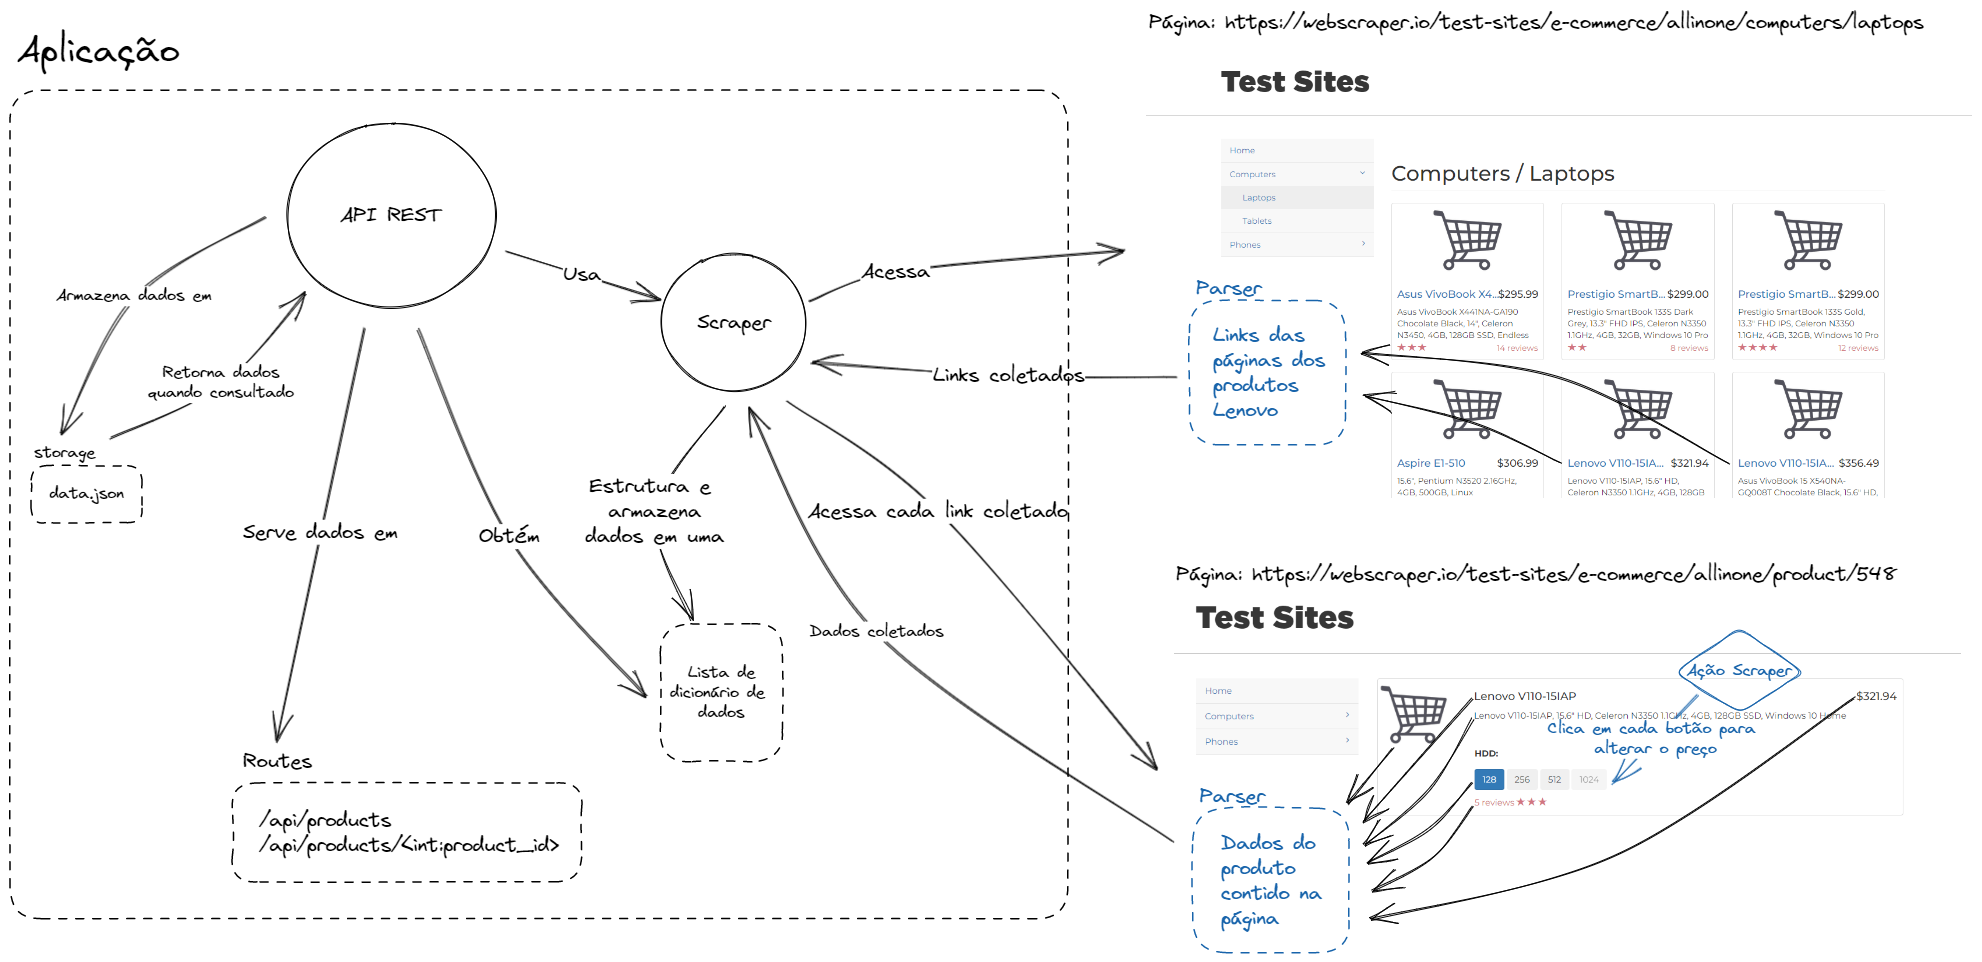 Aplicação
API REST
Armazena dados em
Retorna dados
quando consultado
storage
data.json
Usa
Scraper
Acessa
Links coletados
Serve dados em
Obtém
Estrutura e
armazena
dados em uma
Acessa cada link coletado
Dados coletados
Lista de
dicionário de
dados
Routes
/api/products
/api/products/<int:product_id>
Página: https://webscraper.io/test-sites/e-commerce/allinone/computers/laptops
Test Sites
Home
Computers
Laptops
Tablets
Phones
Computers / Laptops
Asus VivoBook X4...$295.99
Asus VivoBook X441NA-GA190
Chocolate Black, 14", Celeron
N3450, 4GB, 128GB SSD, Endless
14 reviews
Prestigio SmartB... $299.00
Prestigio SmartBook 133S Dark
Grey, 13.3" FHD IPS, Celeron N3350
1.1GHz, 4GB, 32GB, Windows 10 Pro
8 reviews
Prestigio SmartB... $299.00
Prestigio SmartBook 133S Gold,
13.3" FHD IPS, Celeron N3350
1.1GHz, 4GB, 32GB, Windows 10 Pro
12 reviews
Aspire E1-510 $306.99
15.6", Pentium N3520 2.16GHz,
4GB, 500GB, Linux
Lenovo V110-15IA... $321.94
Lenovo V110-15IAP, 15.6" HD,
Celeron N3350 1.1GHz, 4GB, 128GB
Lenovo V110-15IA... $356.49
Asus VivoBook 15 X540NA-
GQ008T Chocolate Black, 15.6" HD,
Parser
Links das
páginas dos
produtos
Lenovo
Página: https://webscraper.io/test-sites/e-commerce/allinone/product/548
Test Sites
Home
Computers
Phones
Ação Scraper
Lenovo V110-15IAP
$321.94
Lenovo V110-15IAP, 15.6" HD, Celeron N3350 1.1GHz, 4GB, 128GB SSD, Windows 10 Home
Clica em cada botão para
alterar o preço
HDD:
128 256 512 1024
5 reviews
Parser
Dados do
produto
contido na
página